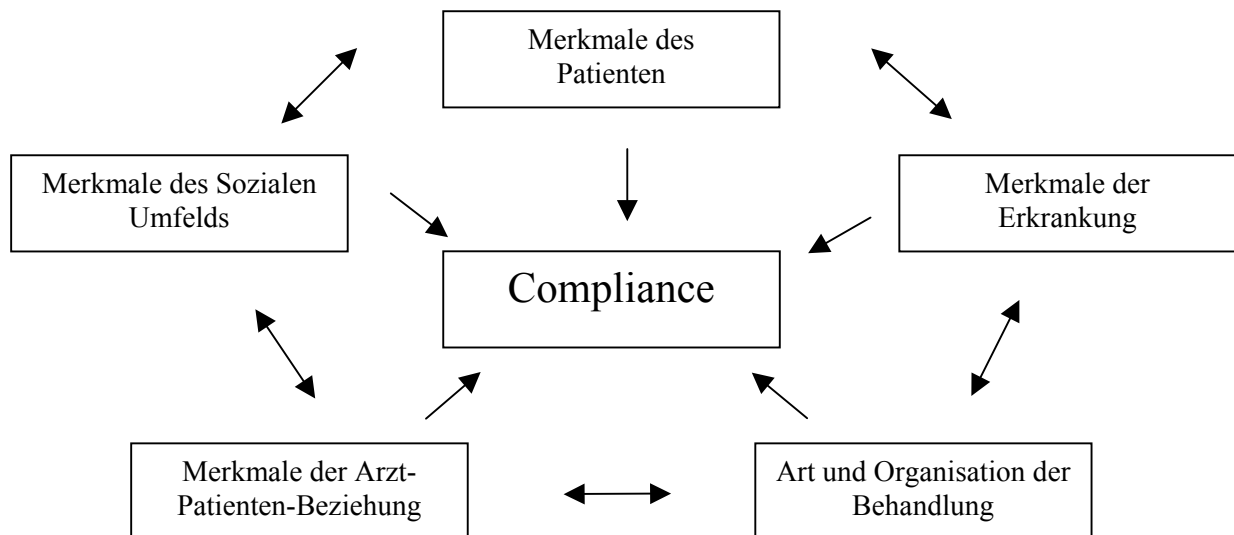 Merkmale des
Patienten
Merkmale des Sozialen
Umfelds
Merkmale der
Erkrankung
Compliance
Merkmale der Arzt-
Patienten-Beziehung
Art und Organisation der
Behandlung